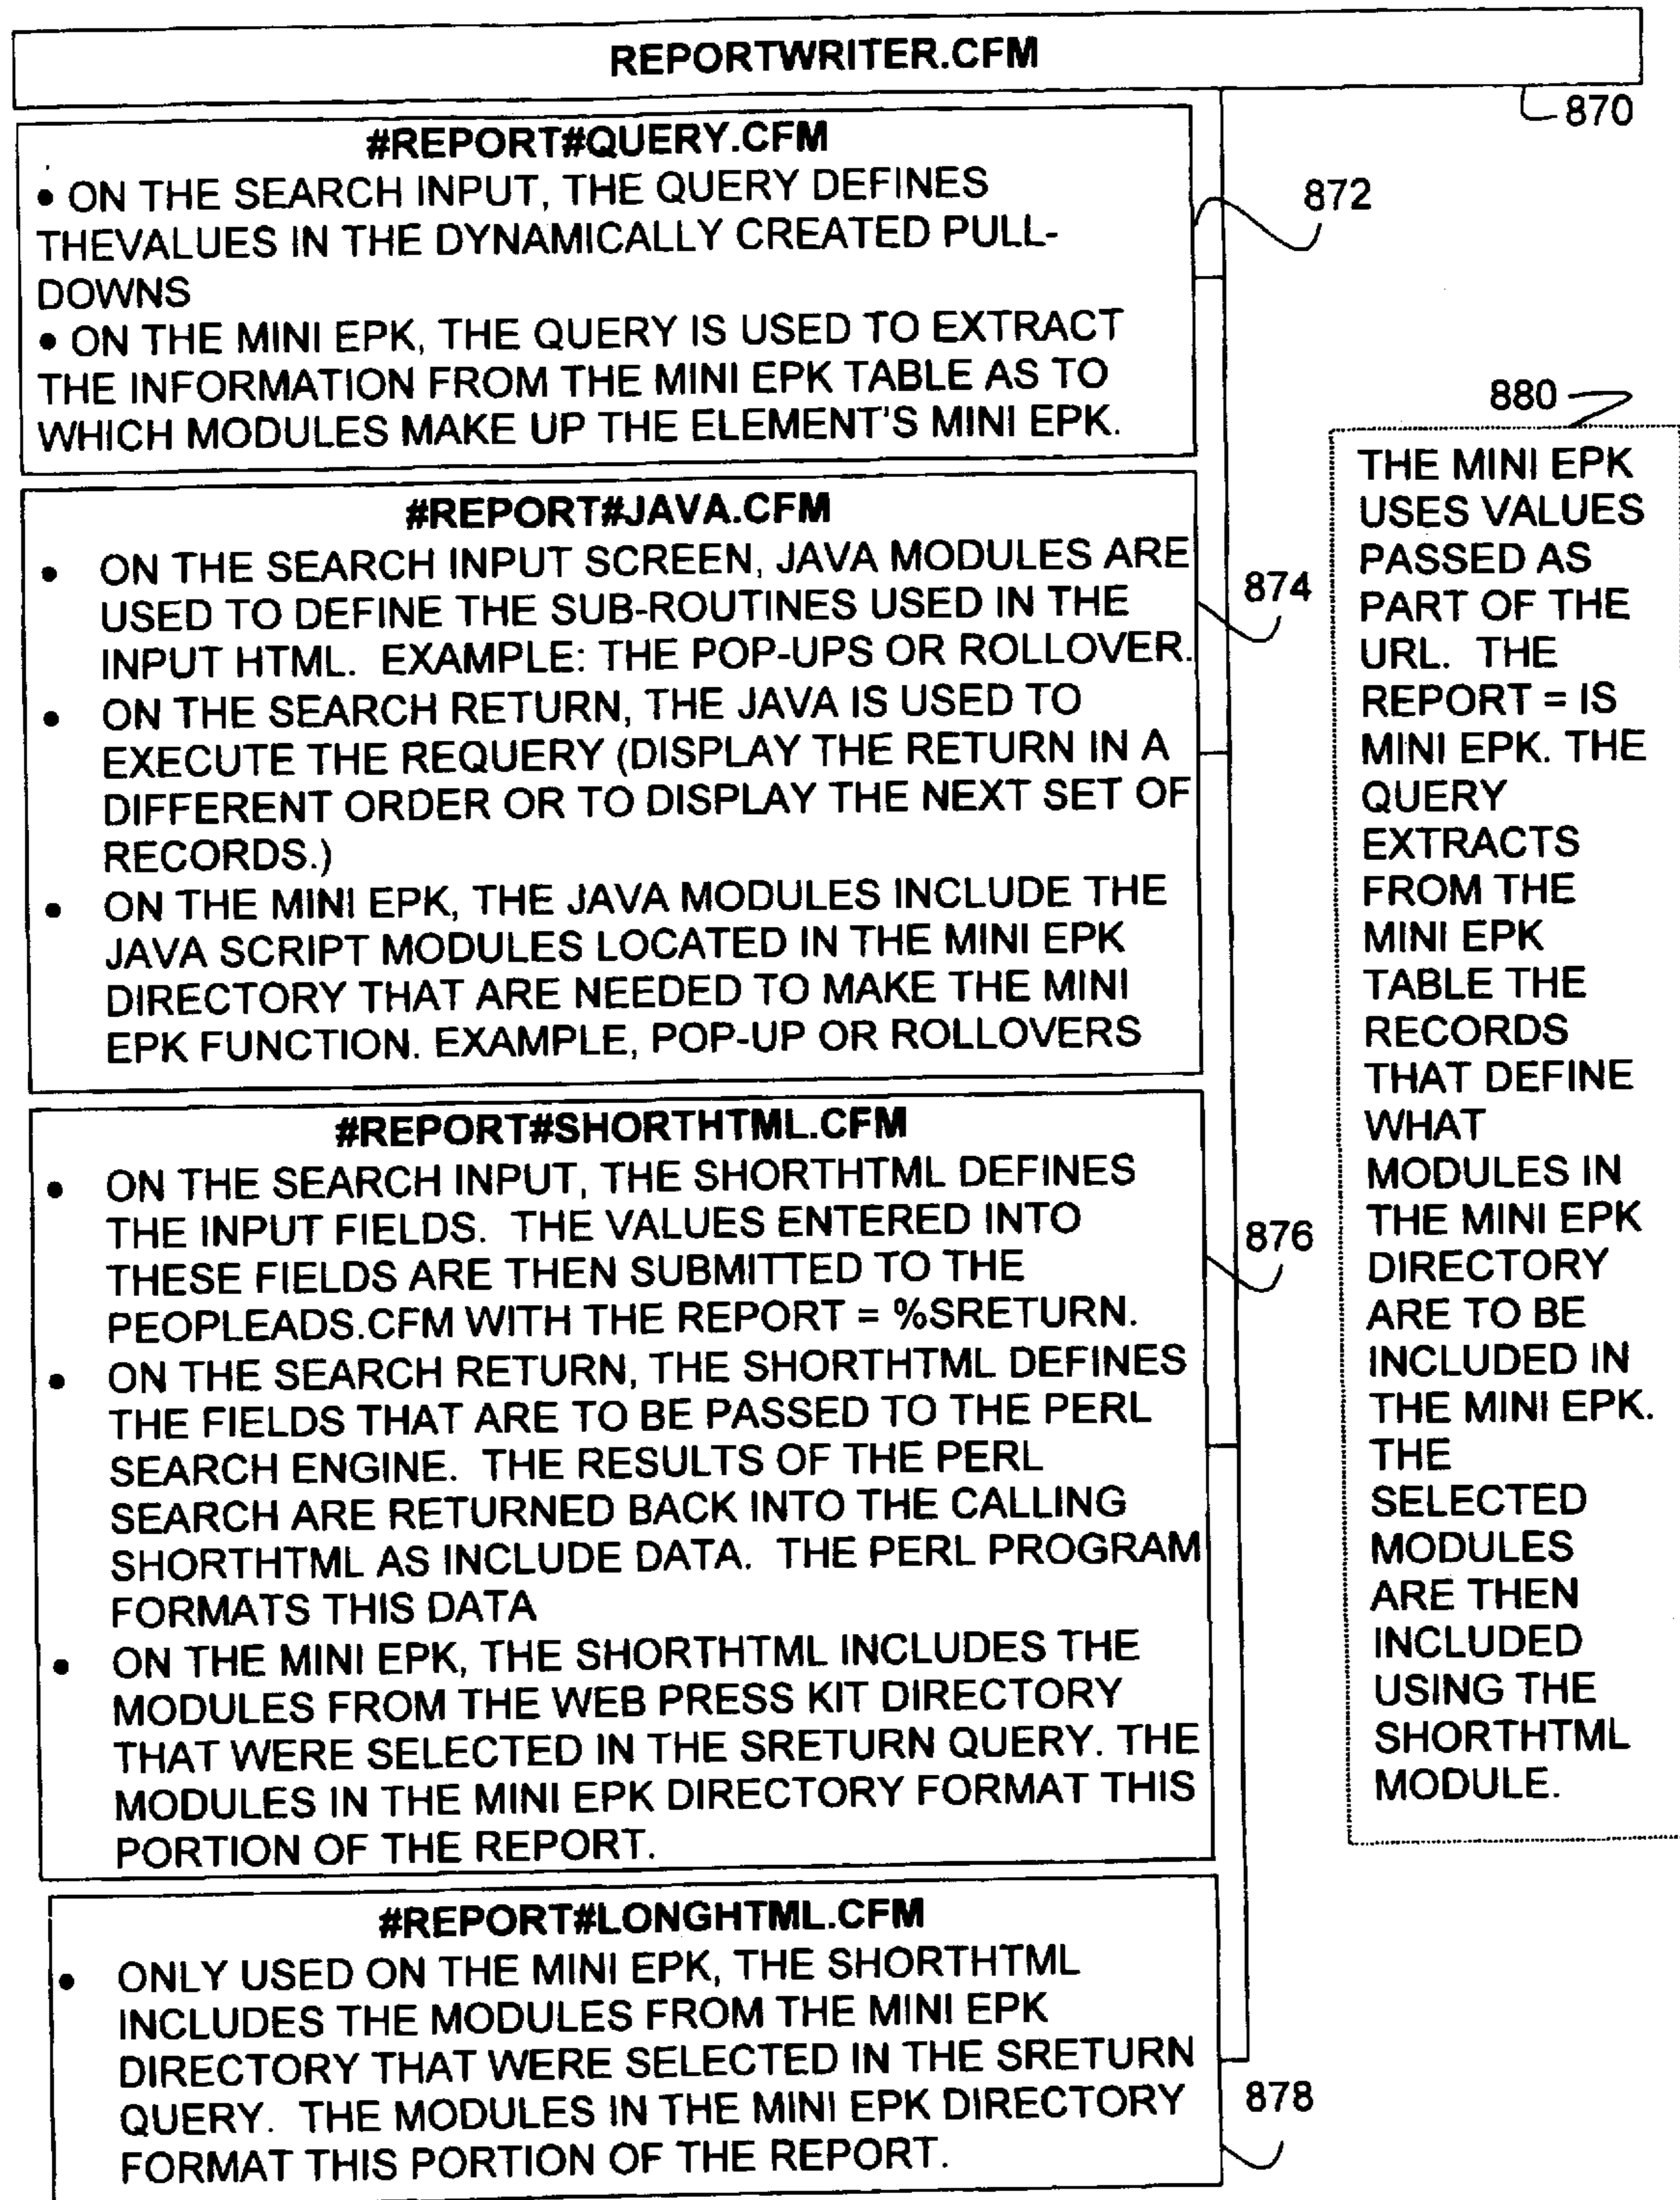 REPORTWRITER.CFM
870
#REPORT#QUERY.CFM
• ON THE SEARCH INPUT, THE QUERY DEFINES
THEVALUES IN THE DYNAMICALLY CREATED PULL-
DOWNS
• ON THE MINI EPK, THE QUERY IS USED TO EXTRACT
THE INFORMATION FROM THE MINI EPK TABLE AS TO
WHICH MODULES MAKE UP THE ELEMENT'S MINI EPK.
872
#REPORT#JAVA.CFM
• ON THE SEARCH INPUT SCREEN, JAVA MODULES ARE
USED TO DEFINE THE SUB-ROUTINES USED IN THE
INPUT HTML. EXAMPLE: THE POP-UPS OR ROLLOVER.
• ON THE SEARCH RETURN, THE JAVA IS USED TO
EXECUTE THE REQUERY (DISPLAY THE RETURN IN A
DIFFERENT ORDER OR TO DISPLAY THE NEXT SET OF
RECORDS.)
• ON THE MINI EPK, THE JAVA MODULES INCLUDE THE
JAVA SCRIPT MODULES LOCATED IN THE MINI EPK
DIRECTORY THAT ARE NEEDED TO MAKE THE MINI
EPK FUNCTION. EXAMPLE, POP-UP OR ROLLOVERS
874
#REPORT#SHORTHTML.CFM
• ON THE SEARCH INPUT, THE SHORTHTML DEFINES
THE INPUT FIELDS. THE VALUES ENTERED INTO
THESE FIELDS ARE THEN SUBMITTED TO THE
PEOPLEADS.CFM WITH THE REPORT = %SRETURN.
• ON THE SEARCH RETURN, THE SHORTHTML DEFINES
THE FIELDS THAT ARE TO BE PASSED TO THE PERL
SEARCH ENGINE. THE RESULTS OF THE PERL
SEARCH ARE RETURNED BACK INTO THE CALLING
SHORTHTML AS INCLUDE DATA. THE PERL PROGRAM
FORMATS THIS DATA
• ON THE MINI EPK, THE SHORTHTML INCLUDES THE
MODULES FROM THE WEB PRESS KIT DIRECTORY
THAT WERE SELECTED IN THE SRETURN QUERY. THE
MODULES IN THE MINI EPK DIRECTORY FORMAT THIS
PORTION OF THE REPORT.
876
#REPORT#LONGHTML.CFM
• ONLY USED ON THE MINI EPK, THE SHORTHTML
INCLUDES THE MODULES FROM THE MINI EPK
DIRECTORY THAT WERE SELECTED IN THE SRETURN
QUERY. THE MODULES IN THE MINI EPK DIRECTORY
FORMAT THIS PORTION OF THE REPORT.
878
880
THE MINI EPK
USES VALUES
PASSED AS
PART OF THE
URL. THE
REPORT = IS
MINI EPK. THE
QUERY
EXTRACTS
FROM THE
MINI EPK
TABLE THE
RECORDS
THAT DEFINE
WHAT
MODULES IN
THE MINI EPK
DIRECTORY
ARE TO BE
INCLUDED IN
THE MINI EPK.
THE
SELECTED
MODULES
ARE THEN
INCLUDED
USING THE
SHORTHTML
MODULE.